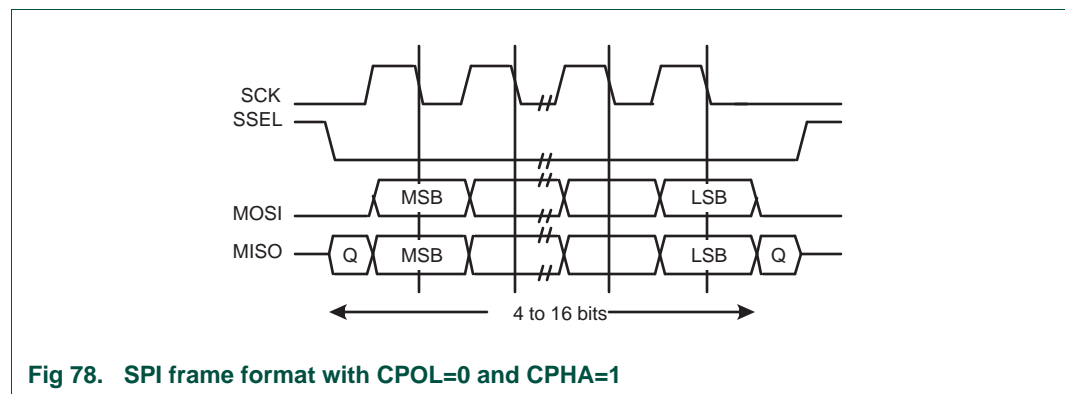 SCK
SSEL
MOSI
MSB
LSB
MISO
Q
MSB
LSB
Q
4 to 16 bits
Fig 78. SPI frame format with CPOL=0 and CPHA=1